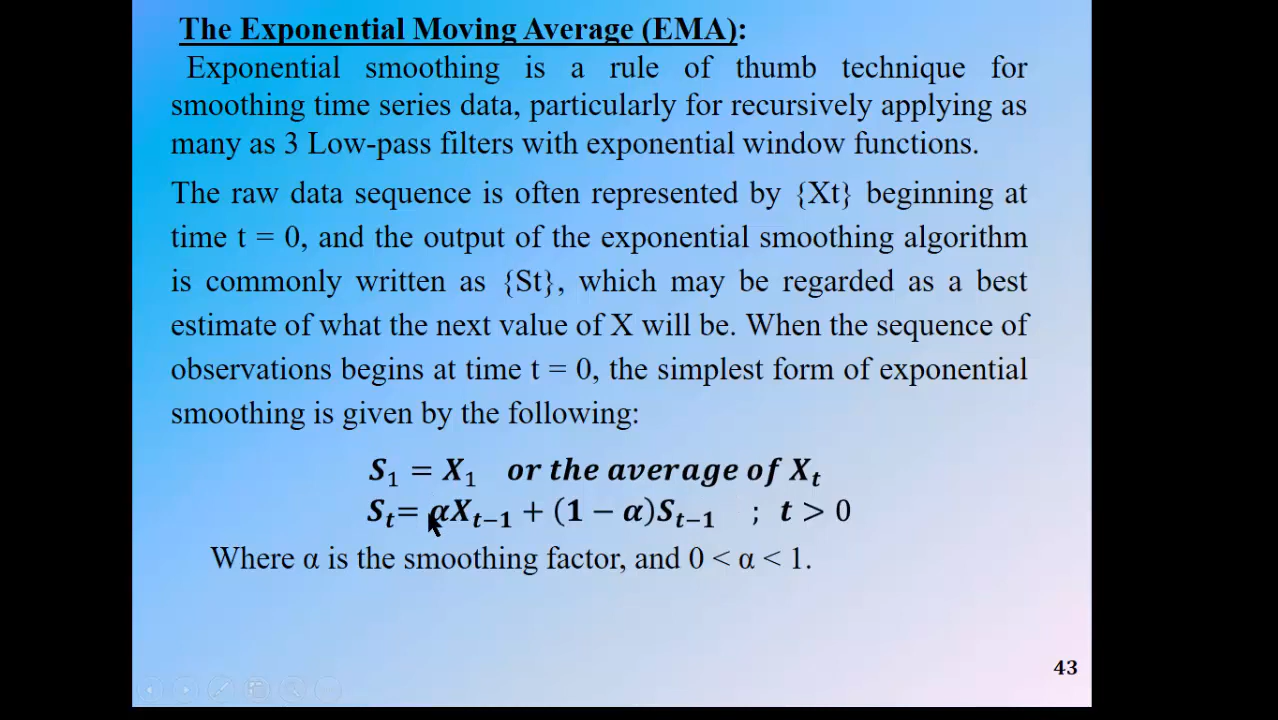 The Exponential Moving Average (EMA):
Exponential smoothing is a rule of thumb technique for
smoothing time series data, particularly for recursively applying as
many as 3 Low-pass filters with exponential window functions.
The raw data sequence is often represented by {Xt} beginning at
time t = 0, and the output of the exponential smoothing algorithm
is commonly written as {St}, which may be regarded as a best
estimate of what the next value of X will be. When the sequence of
observations begins at time t = 0, the simplest form of exponential
smoothing is given by the following:
S₁ = X₁ or the average of Xₜ
Sₜ= αXₜ₋₁ + (1 − α)Sₜ₋₁ ; t > 0
Where α is the smoothing factor, and 0 < α < 1.
43